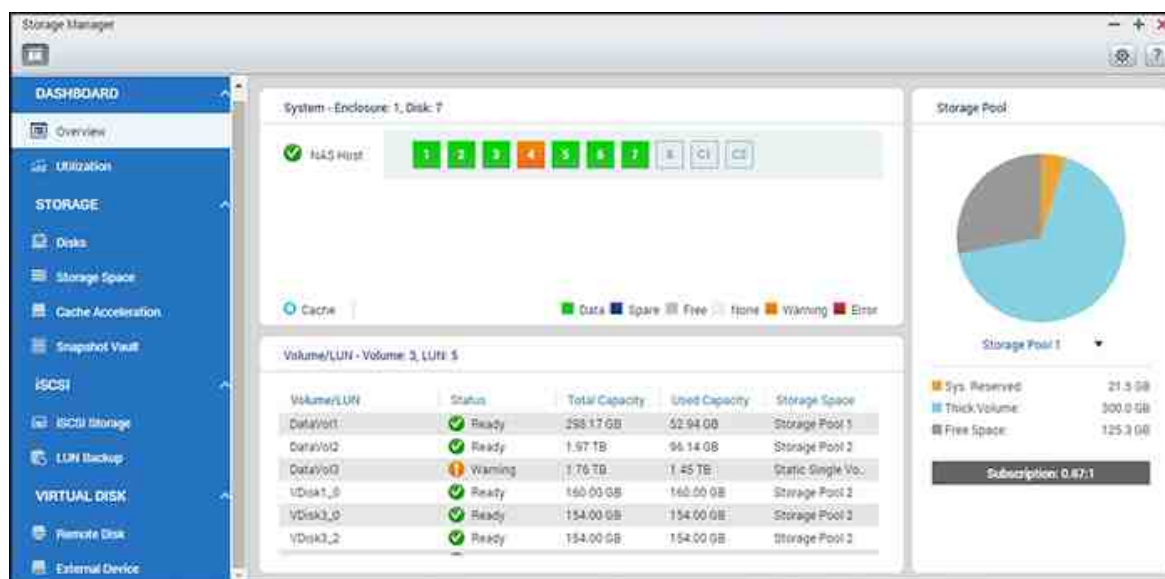 Storage Manager
DASHBOARD
Overview
Utilization
STORAGE
Disks
Storage Space
Cache Acceleration
Snapshot Vault
iSCSI
iSCSI Storage
LUN Backup
VIRTUAL DISK
Remote Disk
External Device
System - Enclosure: 1, Disk: 7
NAS Host 1 2 3 4 5 6 7 8 C1 C2
Cache Data Spare Free None Warning Error
Volume/LUN - Volume: 3, LUN: 5
Volume/LUN Status Total Capacity Used Capacity Storage Space
DataVol1 Ready 298.17 GB 52.94 GB Storage Pool 1
DataVol2 Ready 1.97 TB 96.14 GB Storage Pool 2
DataVol3 Warning 1.76 TB 1.45 TB Static Single Vo..
VDisk1_0 Ready 160.00 GB 160.00 GB Storage Pool 2
VDisk3_0 Ready 154.00 GB 154.00 GB Storage Pool 2
VDisk3_2 Ready 154.00 GB 154.00 GB Storage Pool 2
Storage Pool
Storage Pool 1
Sys. Reserved: 21.5 GB
Thick Volume: 300.0 GB
Free Space: 125.3 GB
Subscription: 0.67:1